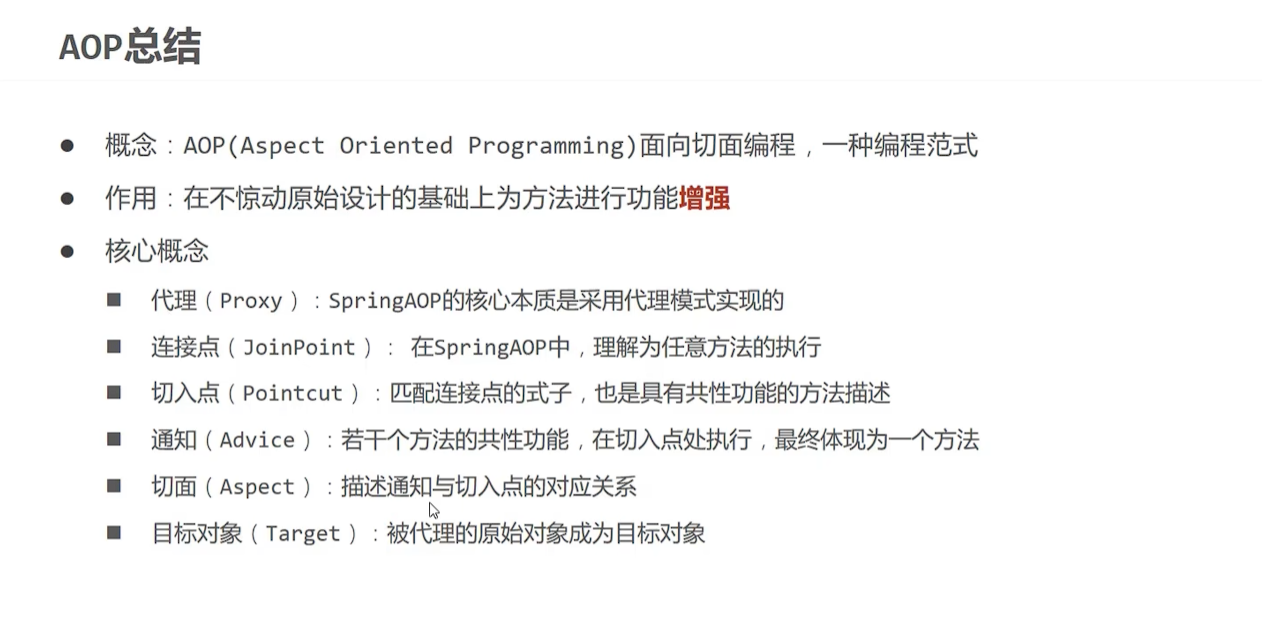 AOP总结
● 概念：AOP(Aspect Oriented Programming)面向切面编程，一种编程范式
● 作用：在不惊动原始设计的基础上为方法进行功能增强
● 核心概念
■ 代理（Proxy）：SpringAOP的核心本质是采用代理模式实现的
■ 连接点（JoinPoint）： 在SpringAOP中，理解为任意方法的执行
■ 切入点（Pointcut）：匹配连接点的式子，也是具有共性功能的方法描述
■ 通知（Advice）：若干个方法的共性功能，在切入点处执行，最终体现为一个方法
■ 切面（Aspect）：描述通知与切入点的对应关系
■ 目标对象（Target）：被代理的原始对象成为目标对象